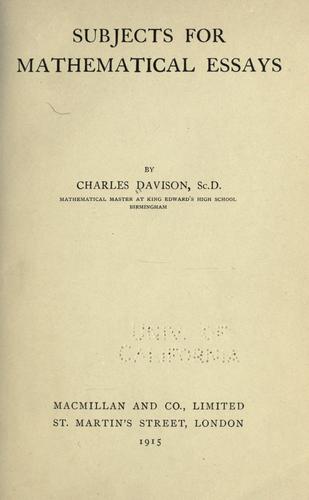 SUBJECTS FOR
MATHEMATICAL ESSAYS
BY
CHARLES DAVISON, Sc.D.
MATHEMATICAL MASTER AT KING EDWARD'S HIGH SCHOOL
BIRMINGHAM
UNIV. OF
CALIFORNIA
MACMILLAN AND CO., LIMITED
ST. MARTIN'S STREET, LONDON
1915